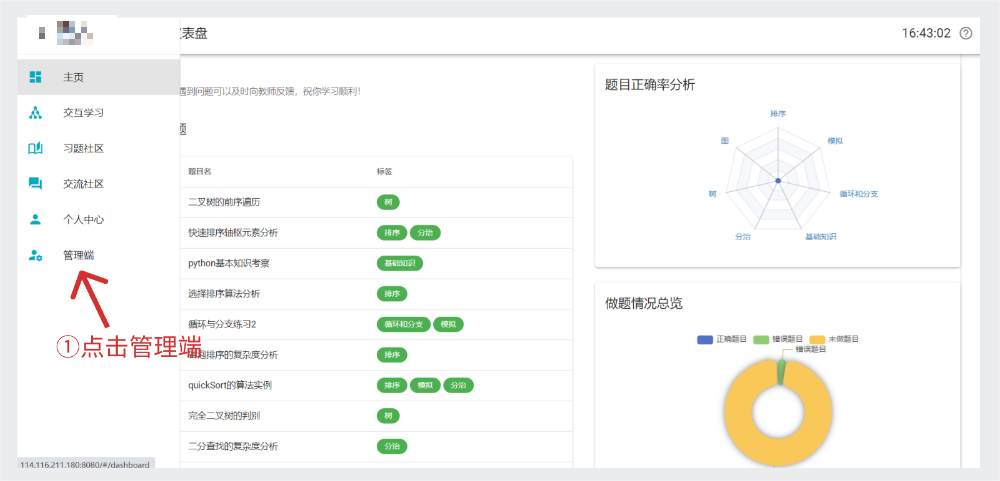 表盘
16:43:02
主页
交互学习
习题社区
交流社区
个人中心
管理端
①点击管理端
遇到问题可以及时向教师反馈，祝你学习顺利！
题
题目名 标签
二叉树的前序遍历 树
快速排序轴枢元素分析 排序 分治
python基本知识考察 基础知识
选择排序算法分析 排序
循环与分支练习2 循环和分支 模拟
排序的复杂度分析 排序
quickSort的算法实例 排序 模拟 分治
完全二叉树的判别 树
二分查找的复杂度分析 分治
题目正确率分析
排序
图 模拟
树 循环和分支
分治 基础知识
做题情况总览
正确题目 错误题目 未做题目
错误题目
114.116.211.180:8080/#/dashboard